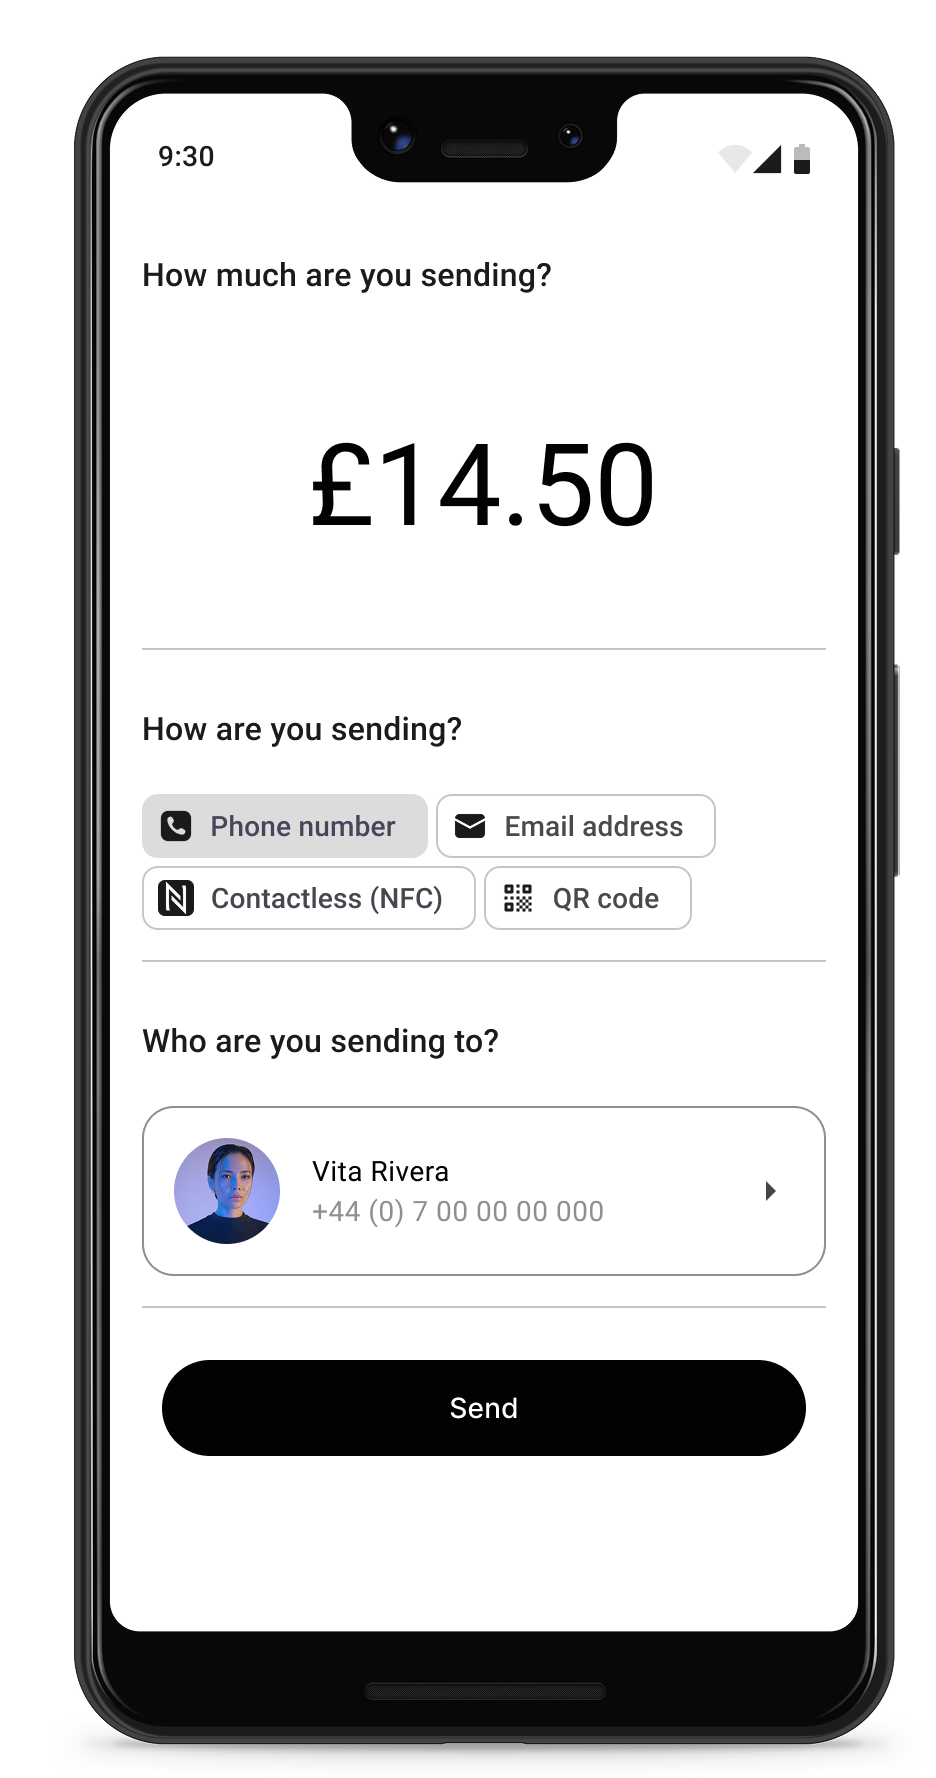 9:30
How much are you sending?
£14.50
How are you sending?
Phone number
Email address
Contactless (NFC)
QR code
Who are you sending to?
Vita Rivera
+44 (0) 7 00 00 00 000
Send